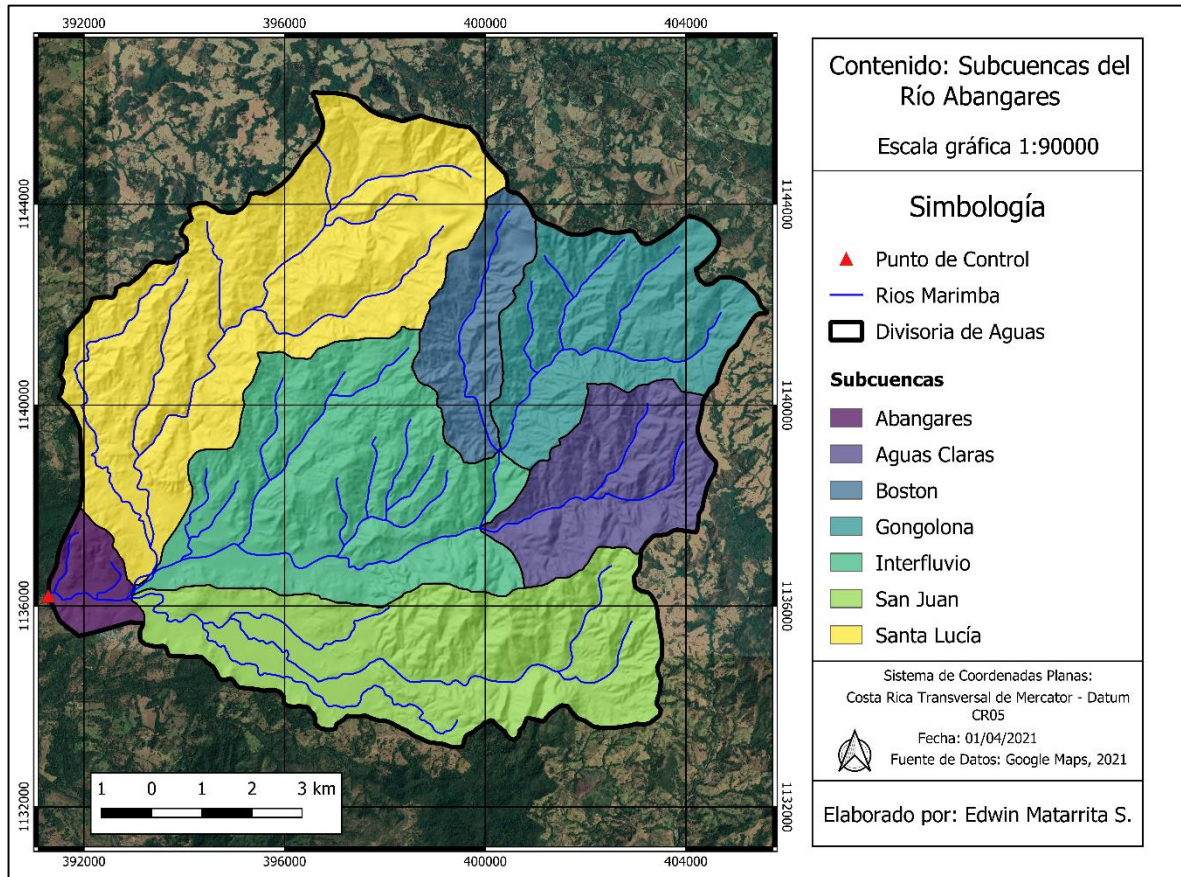 392000
396000
400000
404000
1144000
1144000
1140000
1140000
1136000
1136000
1132000
1132000
1 0 1 2 3 km
392000
396000
400000
404000
Contenido: Subcuencas del
Río Abangares
Escala gráfica 1:90000
Simbología
Punto de Control
Rios Marimba
Divisoria de Aguas
Subcuencas
Abangares
Aguas Claras
Boston
Gongolona
Interfluvio
San Juan
Santa Lucía
Sistema de Coordenadas Planas:
Costa Rica Transversal de Mercator - Datum
CR05
Fecha: 01/04/2021
Fuente de Datos: Google Maps, 2021
Elaborado por: Edwin Matarrita S.